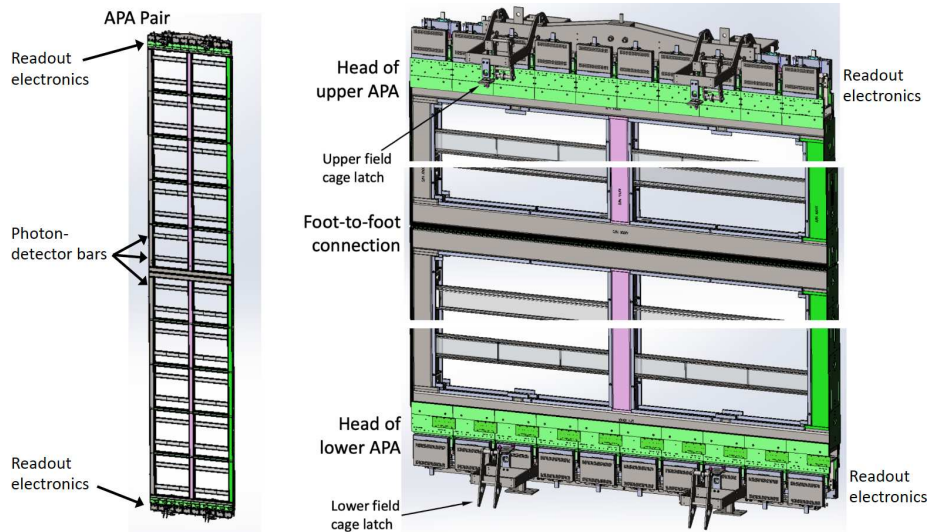 APA Pair
Readout
electronics
Photon-
detector bars
Readout
electronics
Head of
upper APA
Readout
electronics
Upper field
cage latch
Foot-to-foot
connection
Head of
lower APA
Lower field
cage latch
Readout
electronics